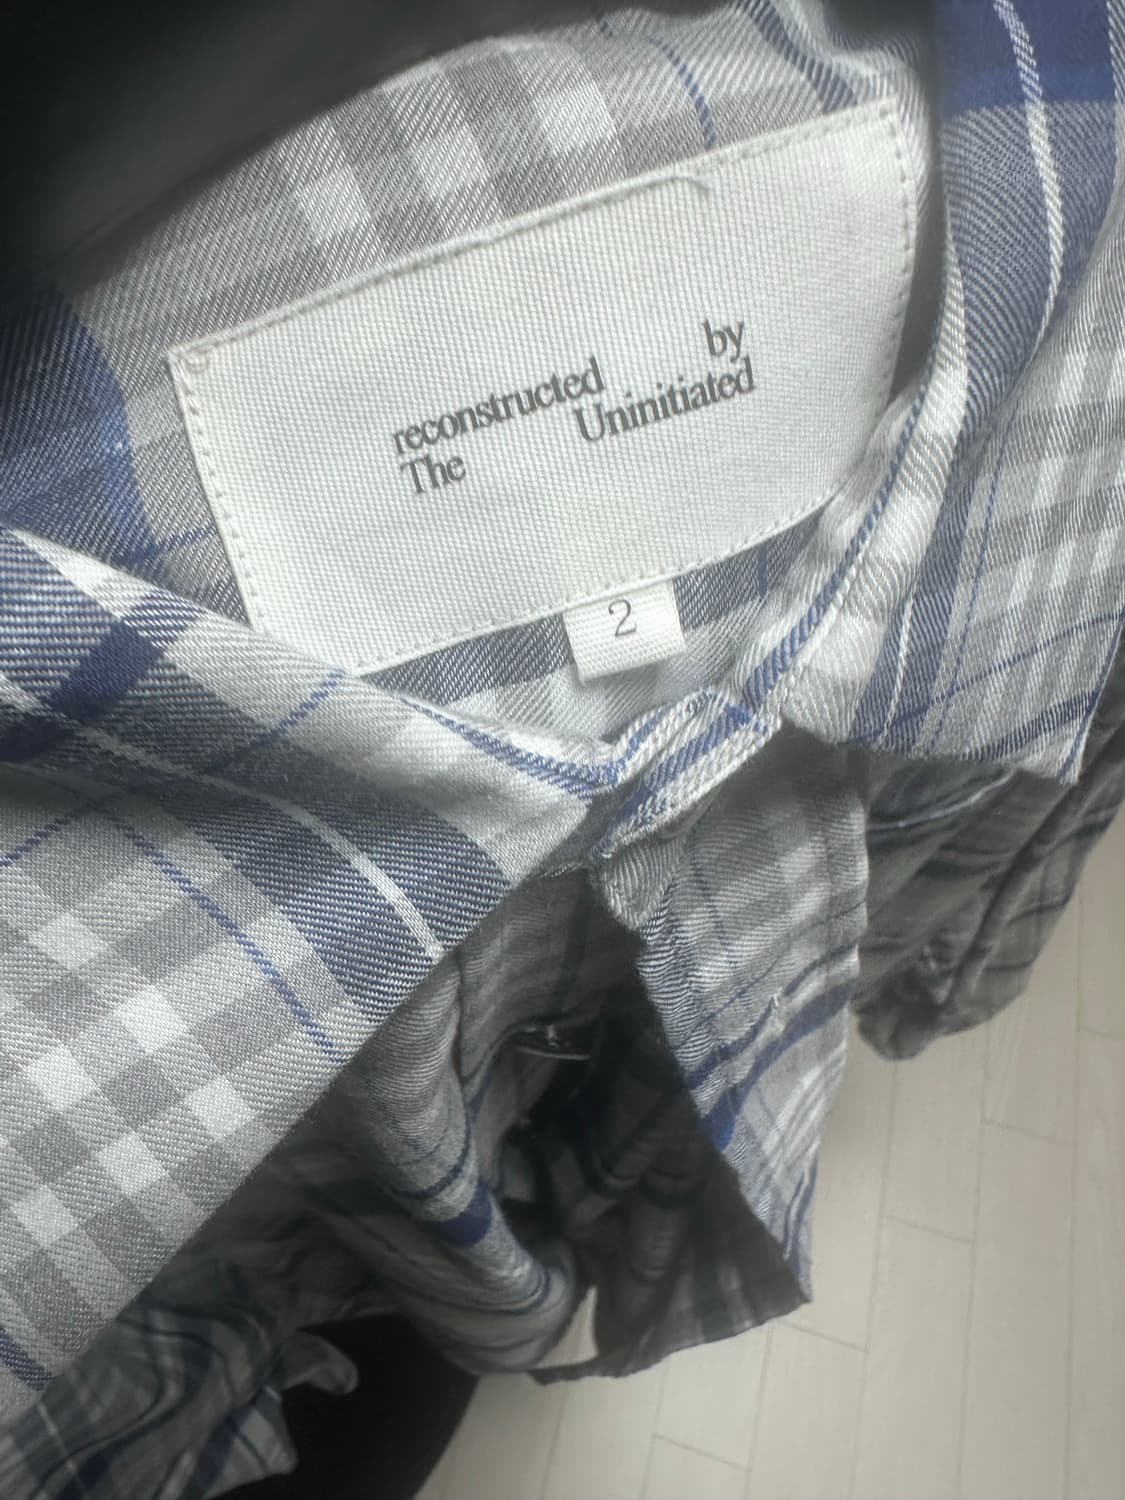 reconstructed by
The Uninitiated
2